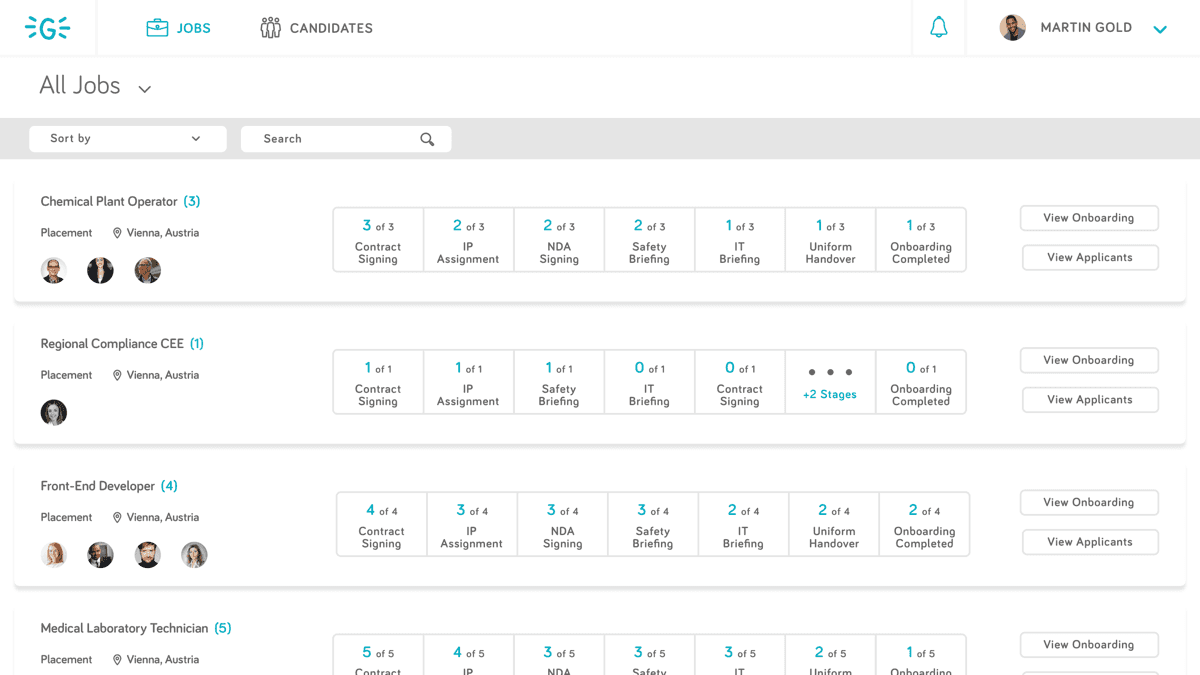 G
JOBS
CANDIDATES
MARTIN GOLD
All Jobs
Sort by
Search
Chemical Plant Operator (3)
Placement
Vienna, Austria
3 of 3
Contract
Signing
2 of 3
IP
Assignment
2 of 3
NDA
Signing
2 of 3
Safety
Briefing
1 of 3
IT
Briefing
1 of 3
Uniform
Handover
1 of 3
Onboarding
Completed
View Onboarding
View Applicants
Regional Compliance CEE (1)
Placement
Vienna, Austria
1 of 1
Contract
Signing
1 of 1
IP
Assignment
1 of 1
Safety
Briefing
0 of 1
IT
Briefing
0 of 1
Contract
Signing
+2 Stages
0 of 1
Onboarding
Completed
View Onboarding
View Applicants
Front-End Developer (4)
Placement
Vienna, Austria
4 of 4
Contract
Signing
3 of 4
IP
Assignment
3 of 4
NDA
Signing
3 of 4
Safety
Briefing
2 of 4
IT
Briefing
2 of 4
Uniform
Handover
2 of 4
Onboarding
Completed
View Onboarding
View Applicants
Medical Laboratory Technician (5)
Placement
Vienna, Austria
5 of 5
Contract
4 of 5
IP
3 of 5
NDA
3 of 5
Safety
3 of 5
IT
2 of 5
Uniform
1 of 5
Onboarding
View Onboarding